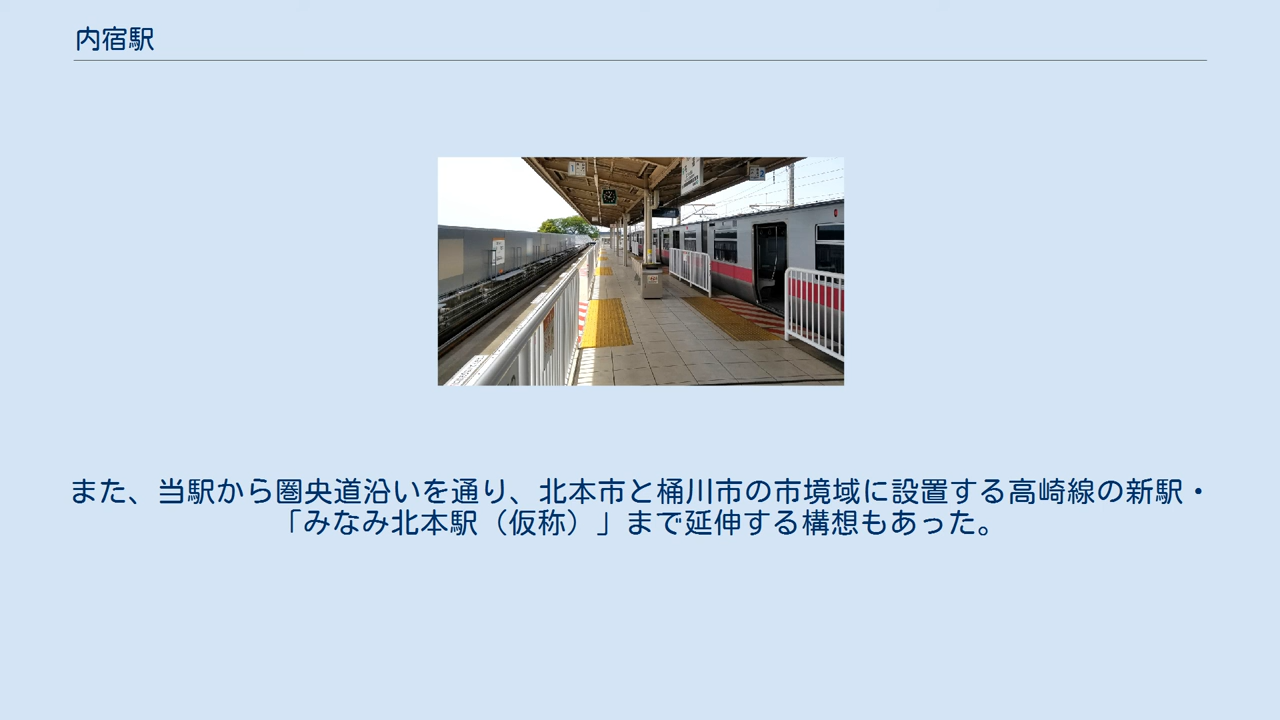 内宿駅
また、当駅から圏央道沿いを通り、北本市と桶川市の市境域に設置する高崎線の新駅・
「みなみ北本駅（仮称）」まで延伸する構想もあった。